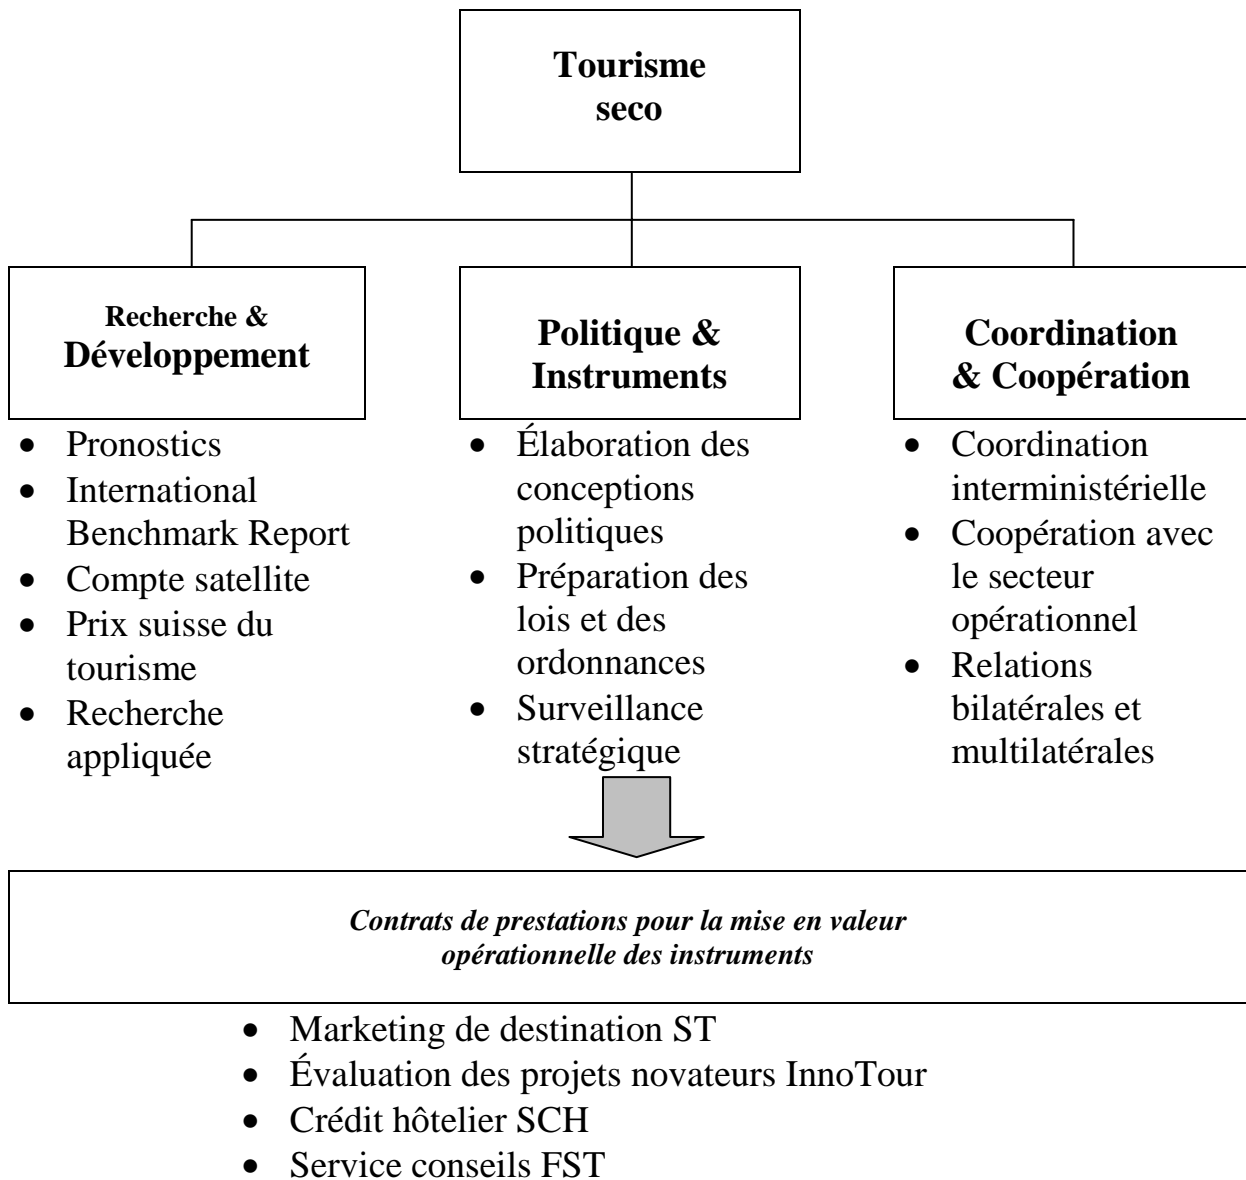 Tourisme
seco
Recherche &
Développement
• Pronostics
• International
Benchmark Report
• Compte satellite
• Prix suisse du
tourisme
• Recherche
appliquée
Politique &
Instruments
• Élaboration des
conceptions
politiques
• Préparation des
lois et des
ordonnances
• Surveillance
stratégique
Coordination
& Coopération
• Coordination
interministérielle
• Coopération avec
le secteur
opérationnel
• Relations
bilatérales et
multilatérales
Contrats de prestations pour la mise en valeur
opérationnelle des instruments
• Marketing de destination ST
• Évaluation des projets novateurs InnoTour
• Crédit hôtelier SCH
• Service conseils FST